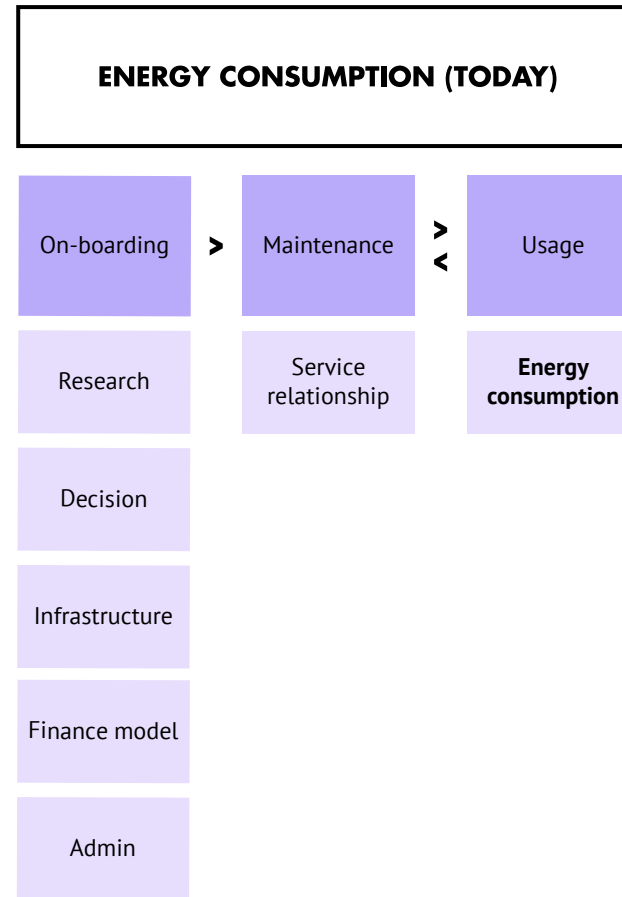 ENERGY CONSUMPTION (TODAY)
On-boarding > Maintenance > < Usage
Research
Service
relationship
Energy
consumption
Decision
Infrastructure
Finance model
Admin